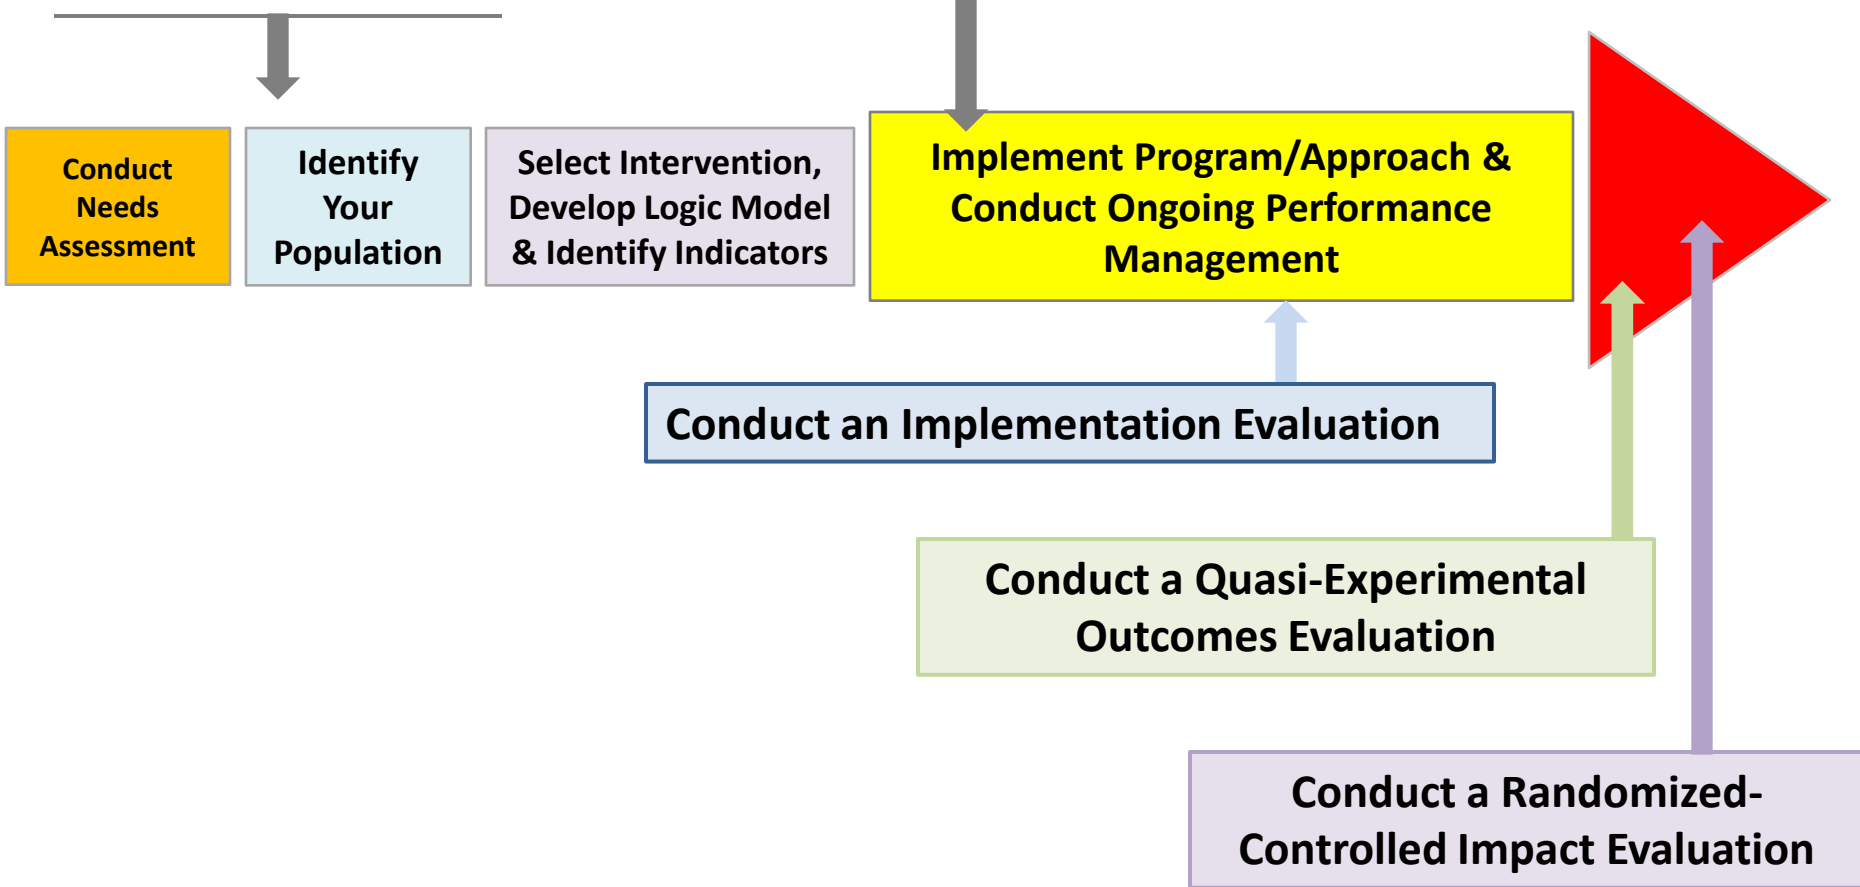 Conduct
Needs
Assessment
Identify
Your
Population
Select Intervention,
Develop Logic Model
& Identify Indicators
Implement Program/Approach &
Conduct Ongoing Performance
Management
Conduct an Implementation Evaluation
Conduct a Quasi-Experimental
Outcomes Evaluation
Conduct a Randomized-
Controlled Impact Evaluation